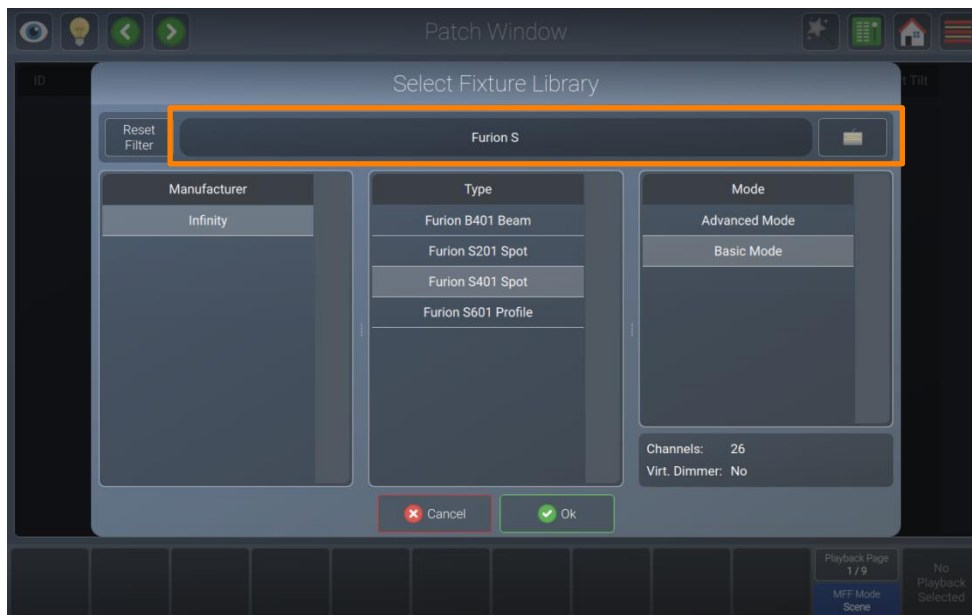 Patch Window
ID
t Tilt
Select Fixture Library
Reset
Filter
Furion S
Manufacturer
Infinity
Type
Furion B401 Beam
Furion S201 Spot
Furion S401 Spot
Furion S601 Profile
Mode
Advanced Mode
Basic Mode
Channels: 26
Virt. Dimmer: No
Cancel
Ok
Playback Page
1 / 9
MFF Mode
Scene
No
Playback
Selected